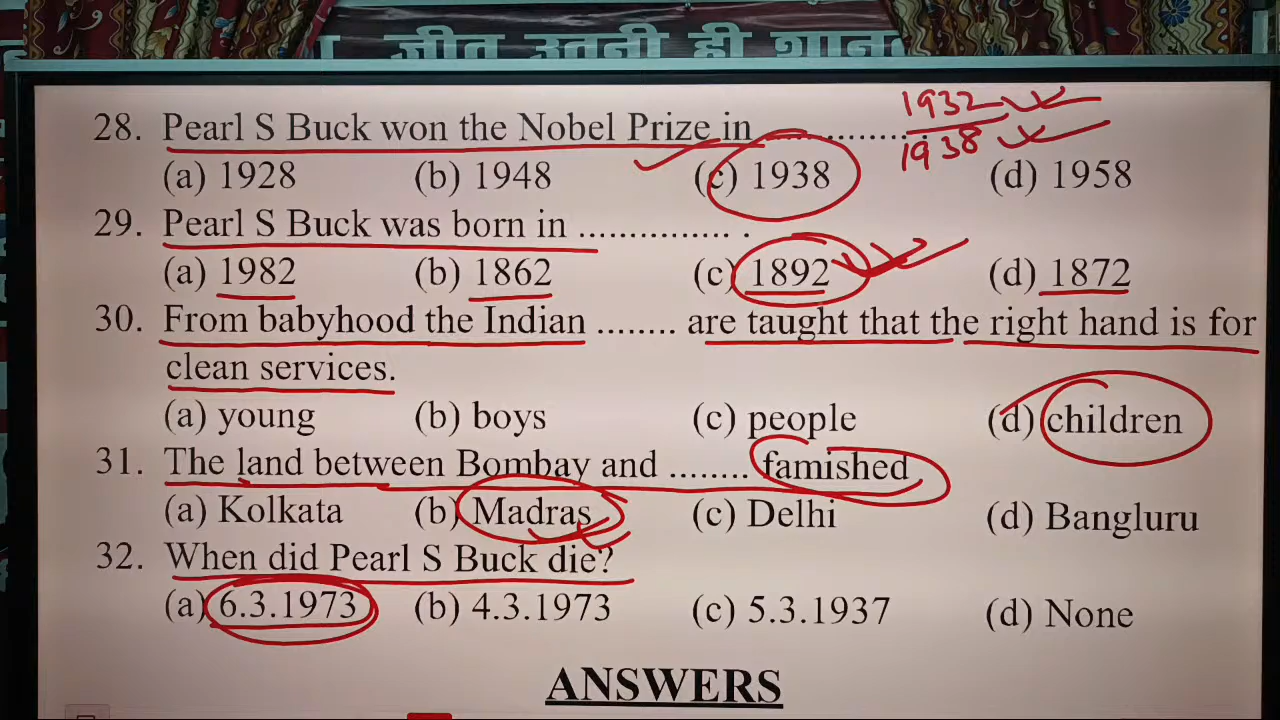 जीत उतनी ही शान
1932
28. Pearl S Buck won the Nobel Prize in ...............
1938
(a) 1928 (b) 1948 (c) 1938 (d) 1958
29. Pearl S Buck was born in ............... .
(a) 1982 (b) 1862 (c) 1892 (d) 1872
30. From babyhood the Indian ........ are taught that the right hand is for
clean services.
(a) young (b) boys (c) people (d) children
31. The land between Bombay and ........ famished
(a) Kolkata (b) Madras (c) Delhi (d) Bangluru
32. When did Pearl S Buck die?
(a) 6.3.1973 (b) 4.3.1973 (c) 5.3.1937 (d) None
ANSWERS